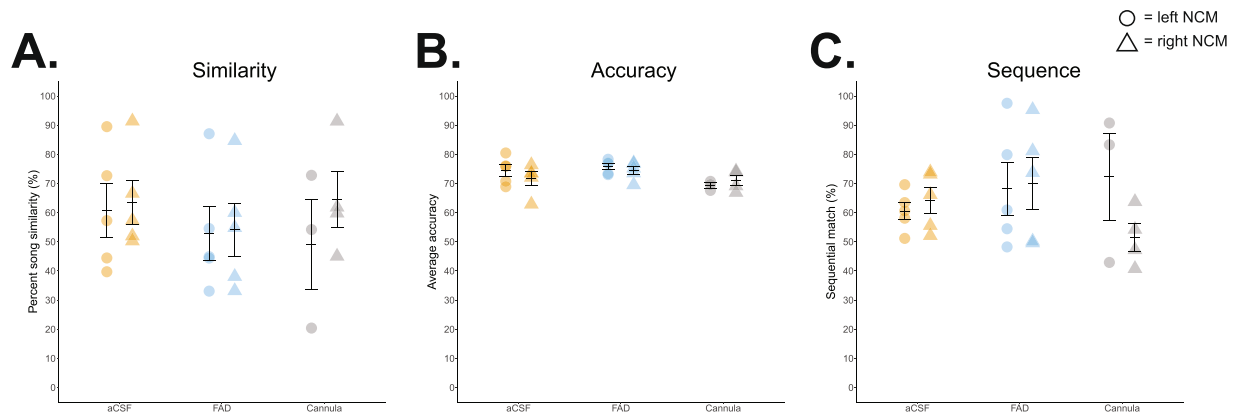 = left NCM
= right NCM
A.
Similarity
Percent song similarity (%)
100
90
80
70
60
50
40
30
20
10
0
aCSF
FAD
Cannula
B.
Accuracy
Average accuracy
100
90
80
70
60
50
40
30
20
10
0
aCSF
FAD
Cannula
C.
Sequence
Sequential match (%)
100
90
80
70
60
50
40
30
20
10
0
aCSF
FAD
Cannula